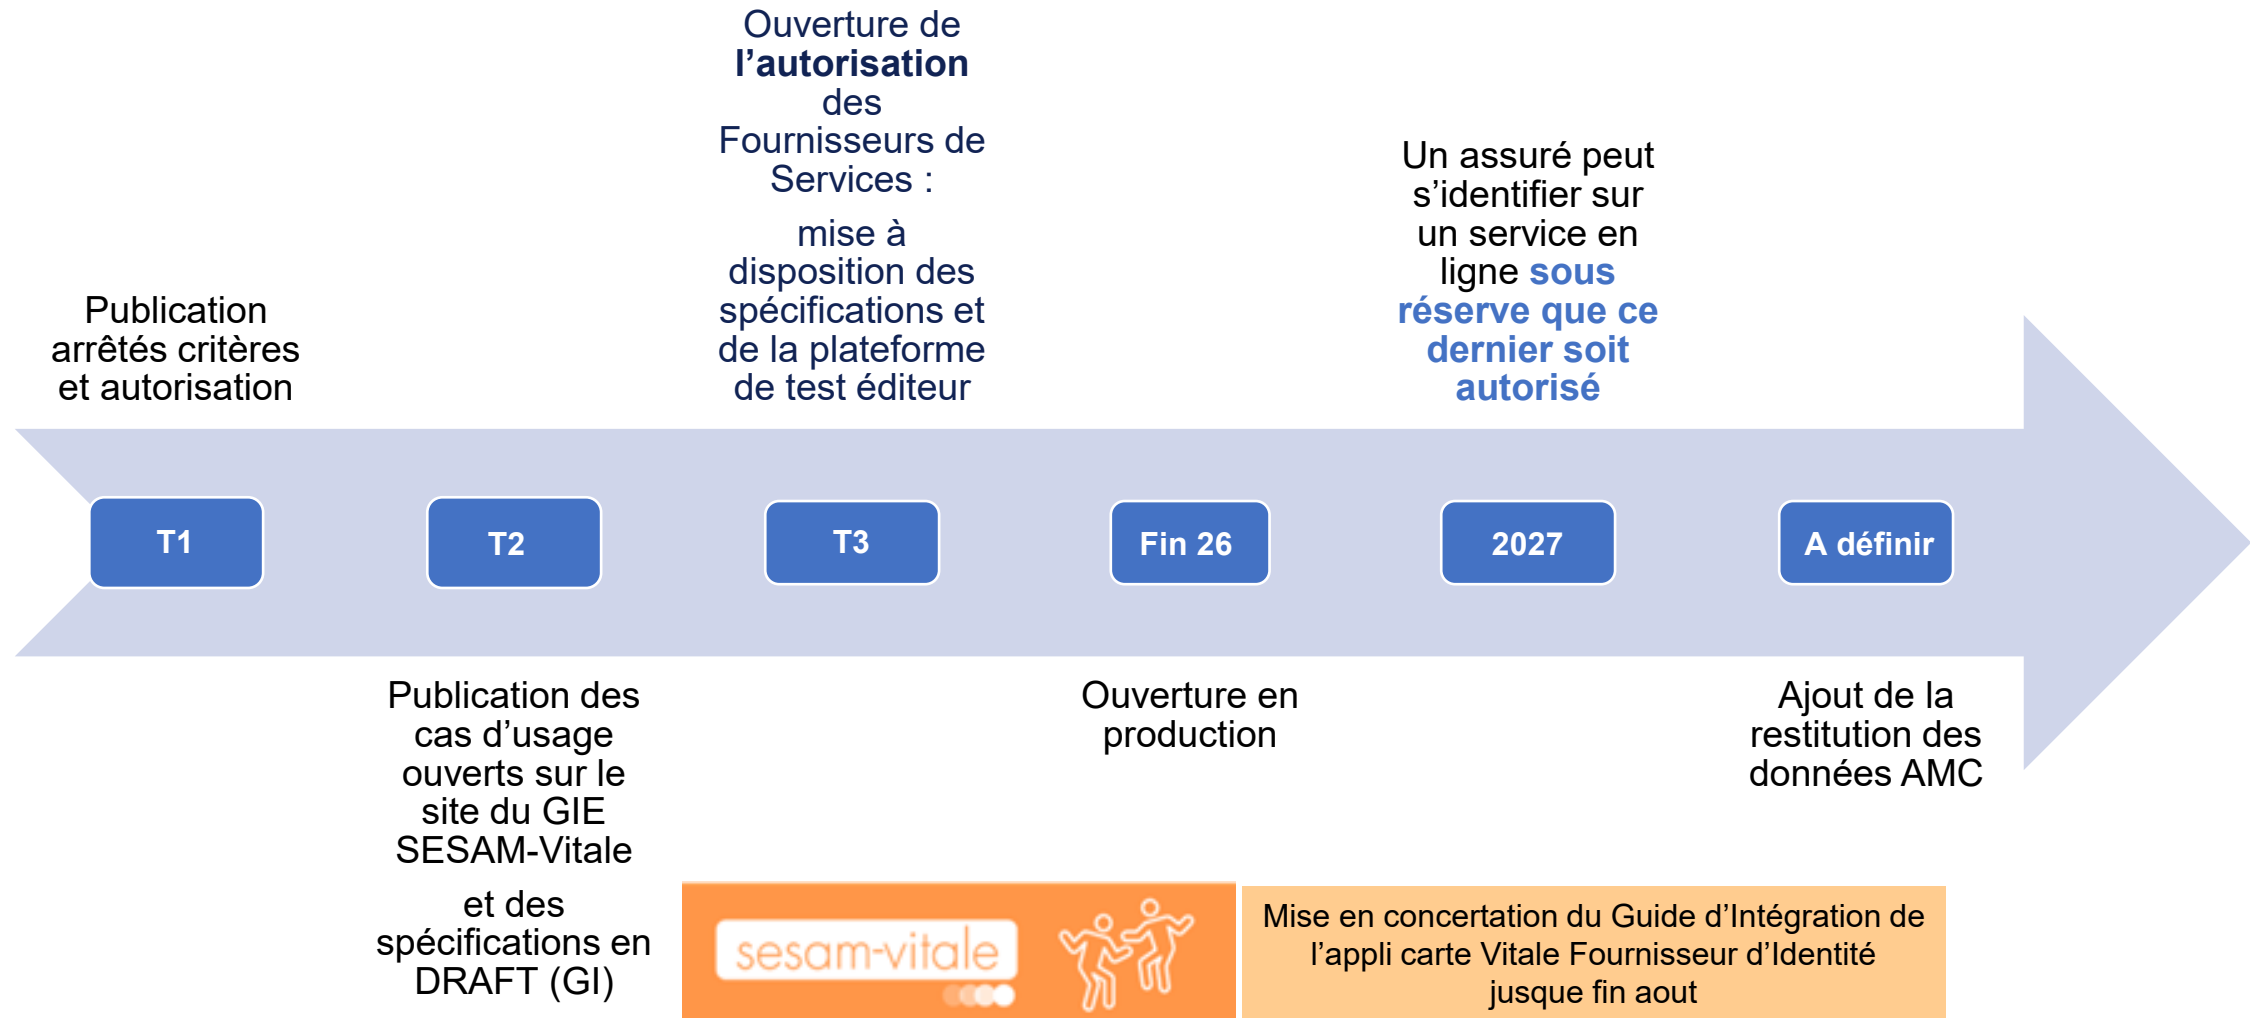 Ouverture de
l’autorisation
des
Fournisseurs de
Services :
mise à
disposition des
spécifications et
de la plateforme
de test éditeur
Un assuré peut
s’identifier sur
un service en
ligne sous
réserve que ce
dernier soit
autorisé
Publication
arrêtés critères
et autorisation
T1
T2
T3
Fin 26
2027
A définir
Publication des
cas d’usage
ouverts sur le
site du GIE
SESAM-Vitale
et des
spécifications en
DRAFT (GI)
Ouverture en
production
Ajout de la
restitution des
données AMC
sesam-vitale
Mise en concertation du Guide d’Intégration de
l’appli carte Vitale Fournisseur d’Identité
jusque fin aout